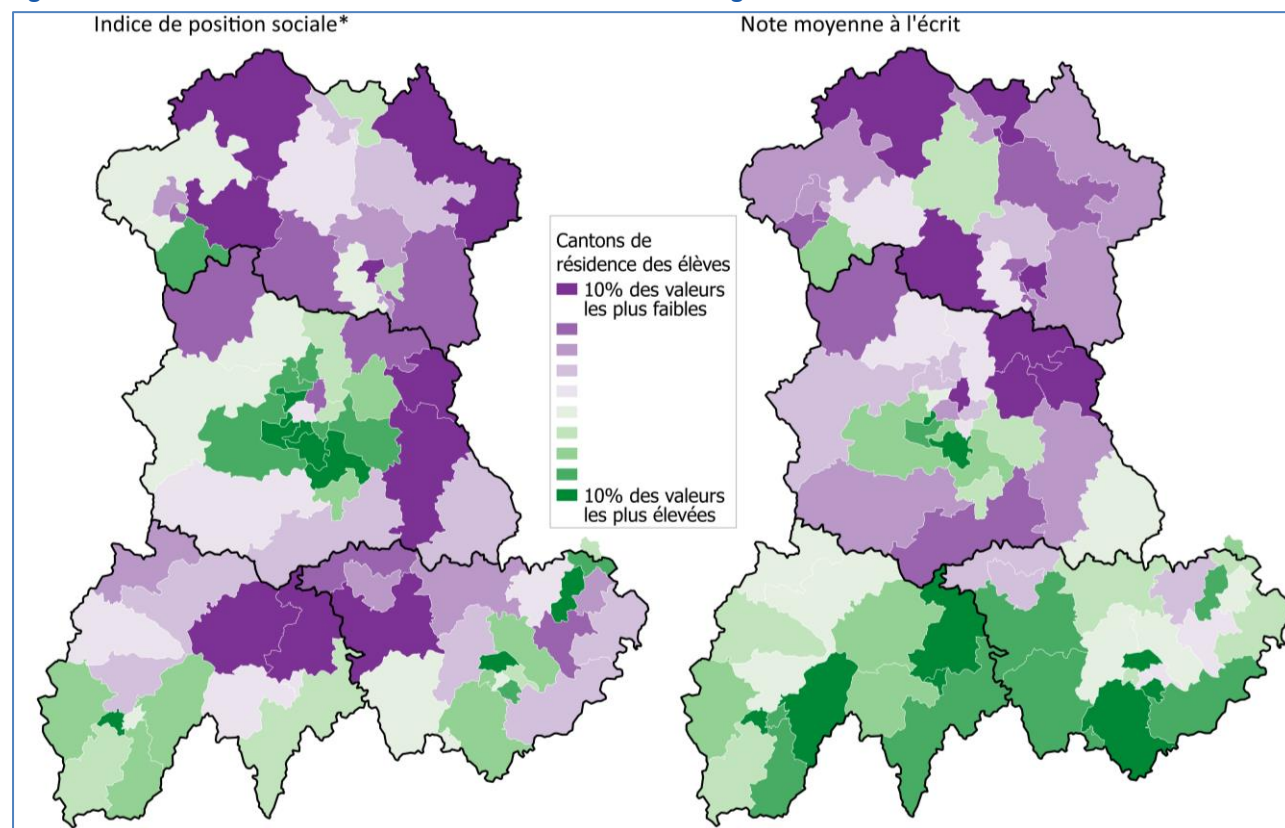 Indice de position sociale*
Note moyenne à l'écrit
Cantons de
résidence des élèves
10% des valeurs
les plus faibles
10% des valeurs
les plus élevées